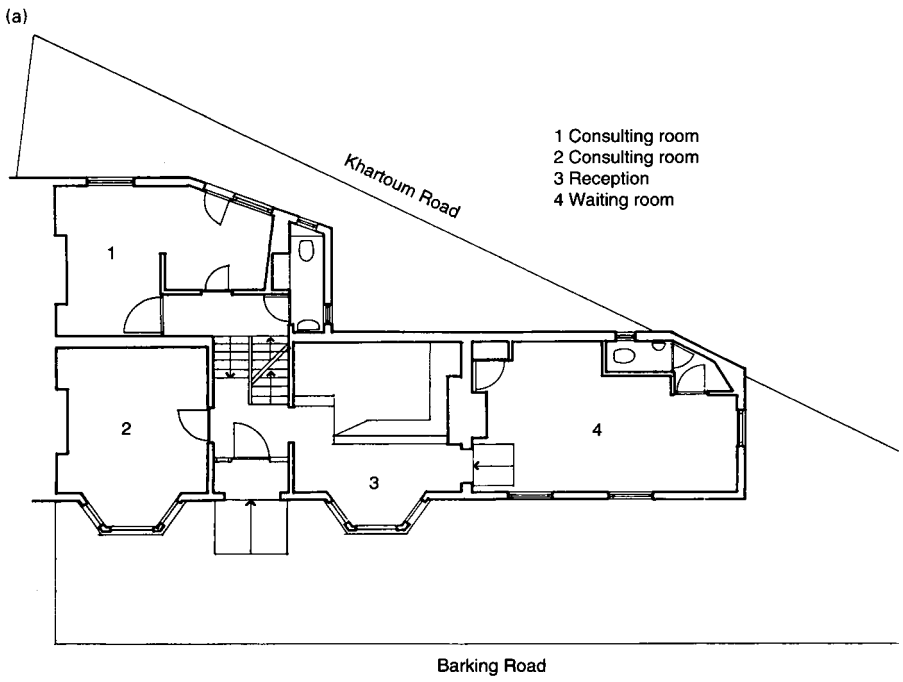 (a)
Khartoum Road
1 Consulting room
2 Consulting room
3 Reception
4 Waiting room
1
2
3
4
Barking Road